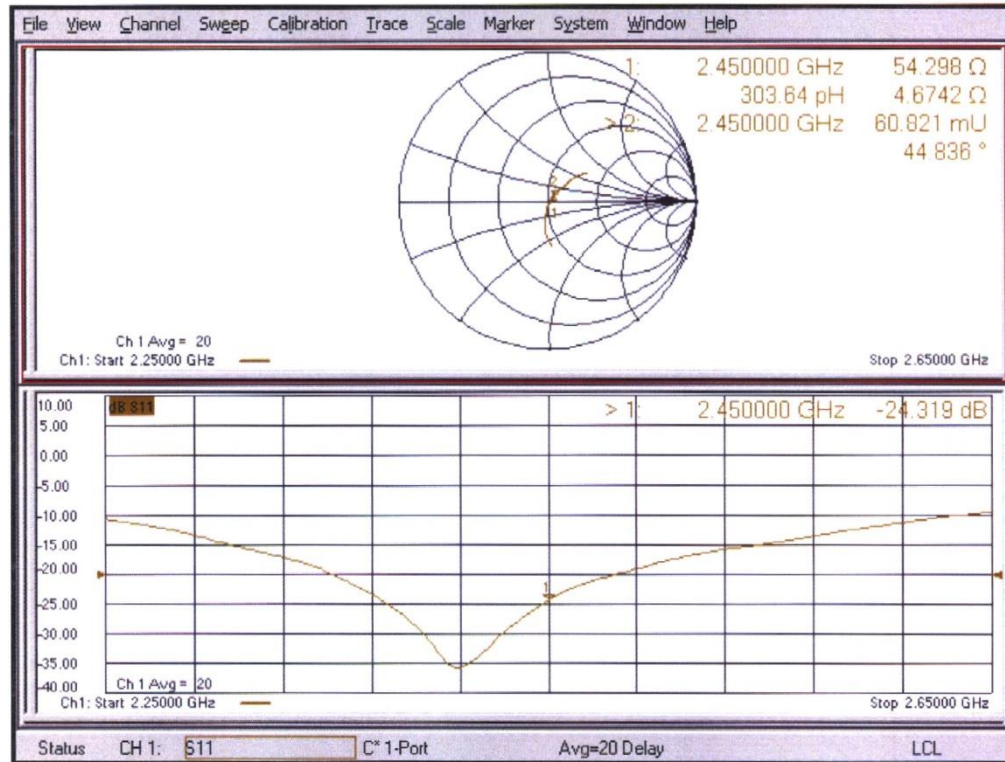 File View Channel Sweep Calibration Trace Scale Marker System Window Help
1: 2.450000 GHz 54.298 Ω
303.64 pH 4.6742 Ω
> 2: 2.450000 GHz 60.821 mU
44.836 °
2
1
Ch 1 Avg = 20
Ch1: Start 2.25000 GHz Stop 2.65000 GHz
10.00 dB S11 > 1: 2.450000 GHz -24.319 dB
5.00
0.00
-5.00
-10.00
-15.00
-20.00
-25.00 1
-30.00
-35.00
-40.00
Ch 1 Avg = 20
Ch1: Start 2.25000 GHz Stop 2.65000 GHz
Status CH 1: S11 C* 1-Port Avg=20 Delay LCL